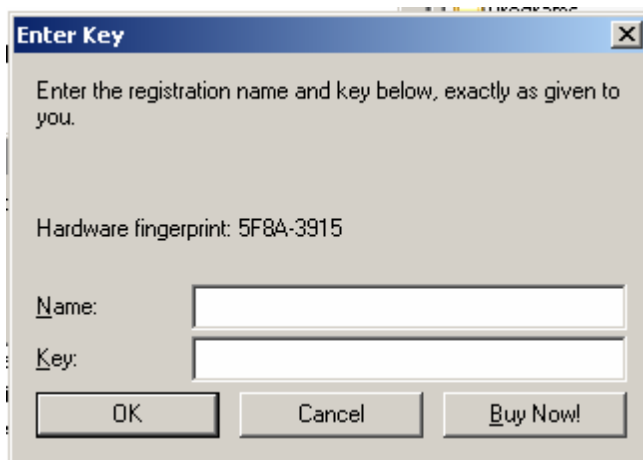 Programs
Enter Key
Enter the registration name and key below, exactly as given to
you.
Hardware fingerprint: 5F8A-3915
Name:
Key:
OK Cancel Buy Now!